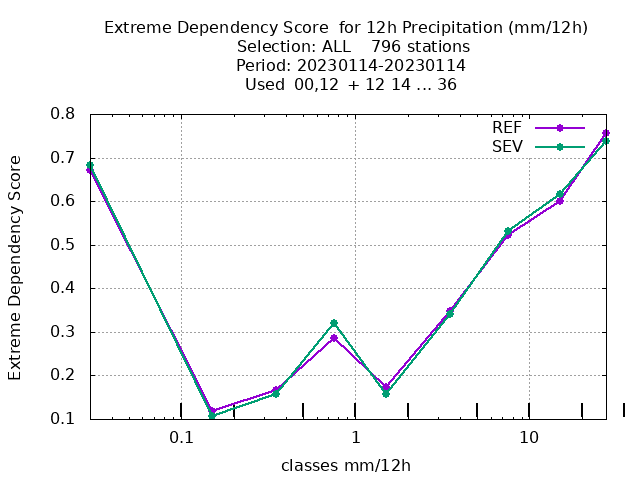 Extreme Dependency Score  for 12h Precipitation (mm/12h)
Selection: ALL    796 stations
Period: 20230114-20230114
Used  00,12  + 12 14 ... 36
REF
SEV
0.8
0.7
0.6
0.5
0.4
0.3
0.2
0.1
Extreme Dependency Score
0.1
1
10
classes mm/12h